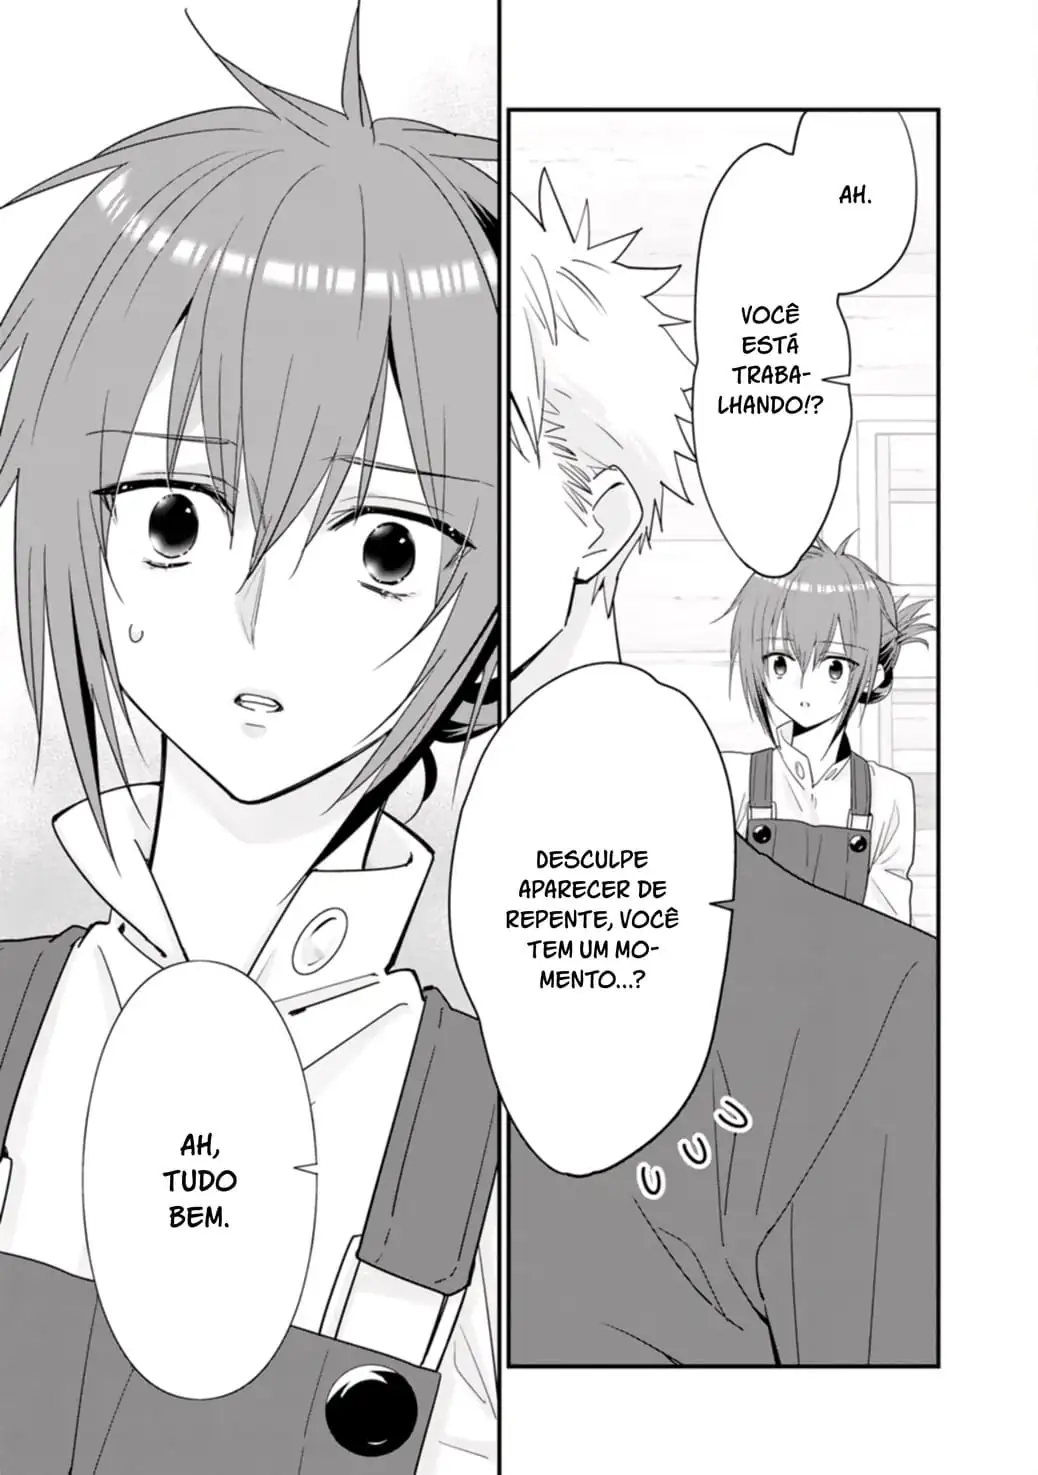 AH.
VOCÊ
ESTÁ
TRABA-
LHANDO!?
DESCULPE
APARECER DE
REPENTE, VOCÊ
TEM UM MO-
MENTO...?
AH,
TUDO
BEM.